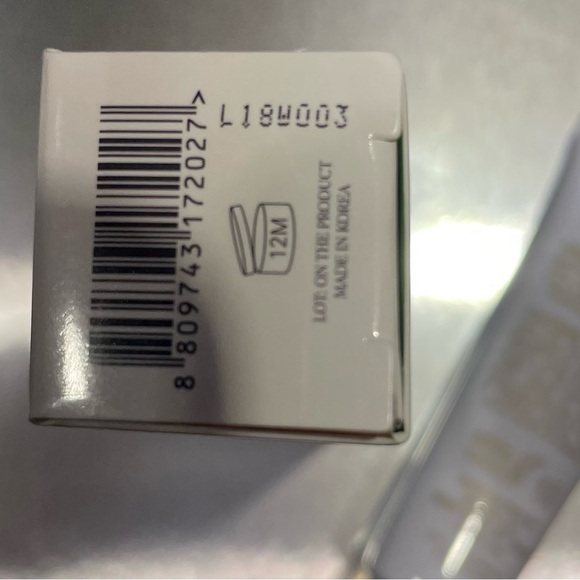 L18W003
8 809743 172027 >
12M
LOT: ON THE PRODUCT
MADE IN KOREA